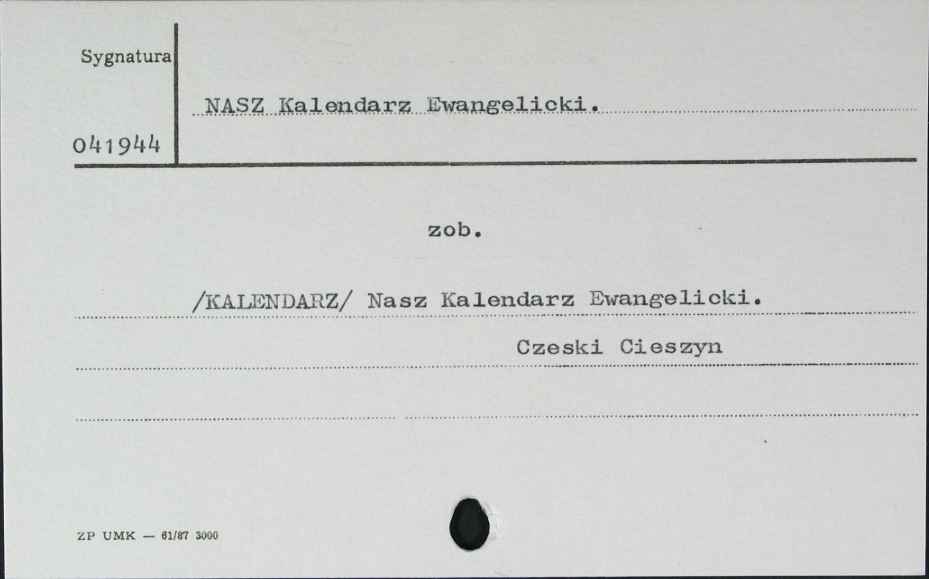 Sygnatura
NASZ Kalendarz Ewangelicki.
041944
zob.
/KALENDARZ/ Nasz Kalendarz Ewangelicki.
Czeski Cieszyn
ZP UMK — 61/87 3000